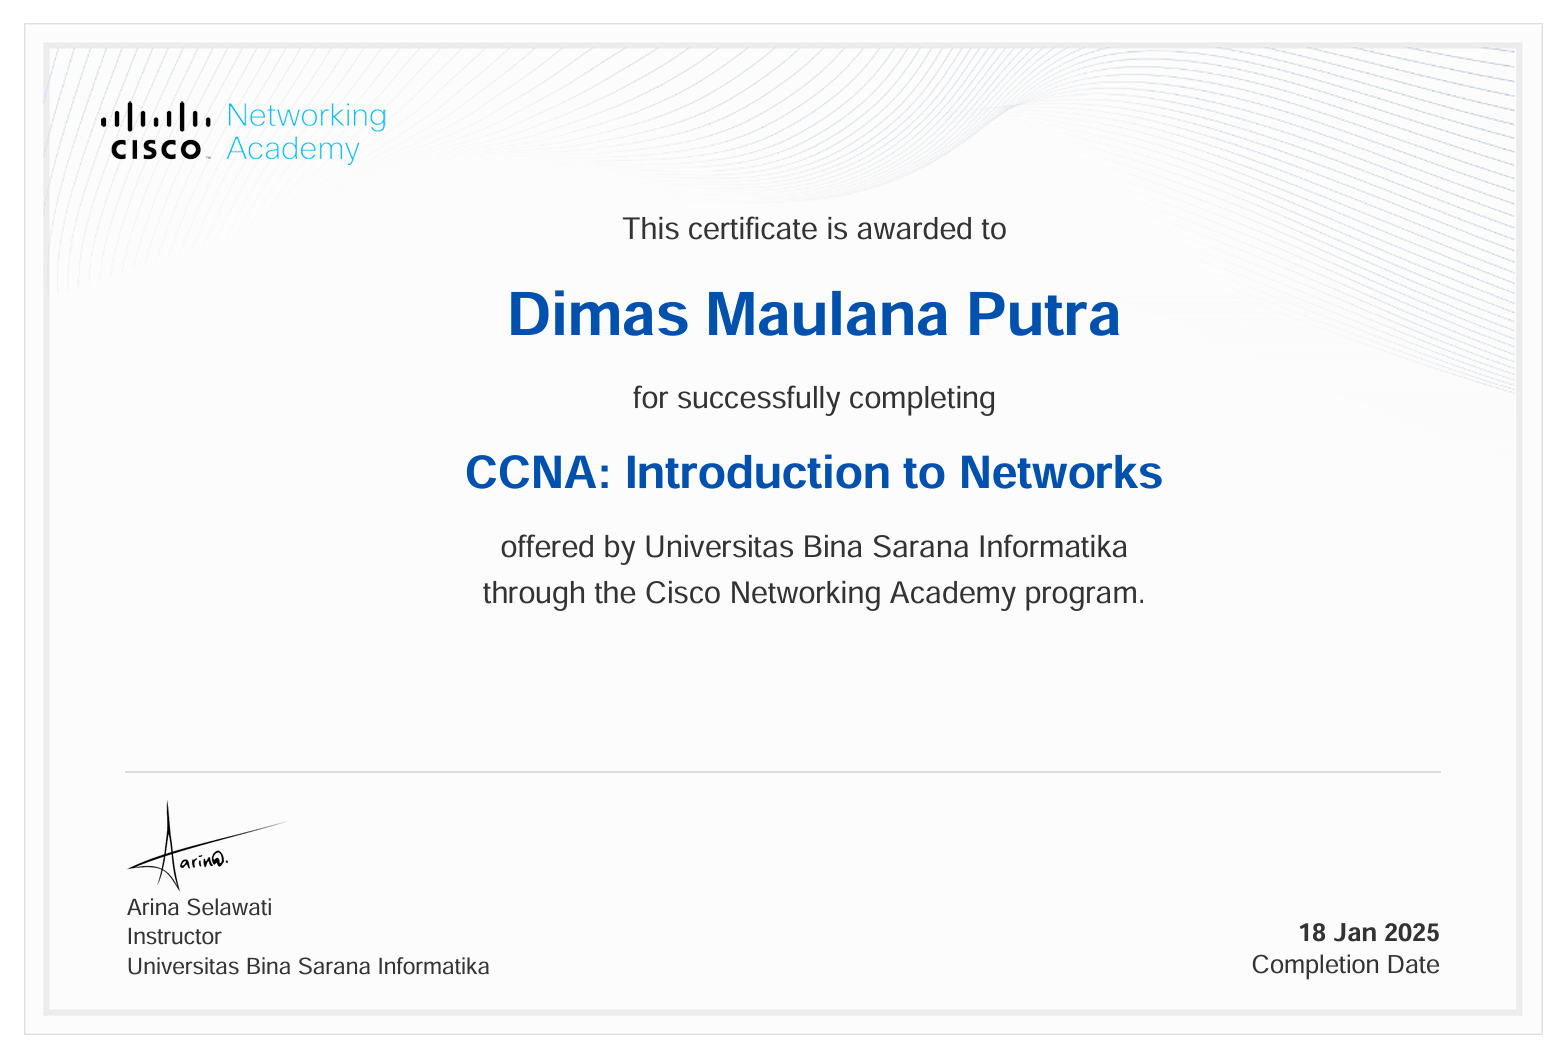 CISCO™ Networking
Academy
This certificate is awarded to
Dimas Maulana Putra
for successfully completing
CCNA: Introduction to Networks
offered by Universitas Bina Sarana Informatika
through the Cisco Networking Academy program.
Arina.
Arina Selawati
Instructor
Universitas Bina Sarana Informatika
18 Jan 2025
Completion Date